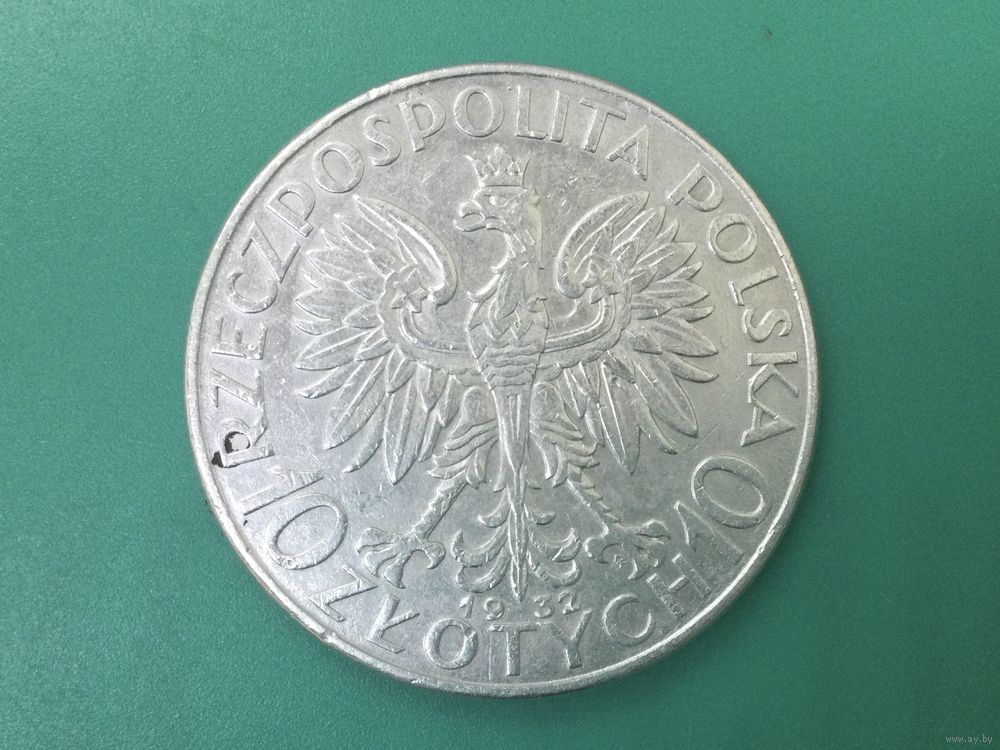 RZECZPOSPOLITA POLSKA
1932
10 ZŁOTYCH 10
www.ay.by